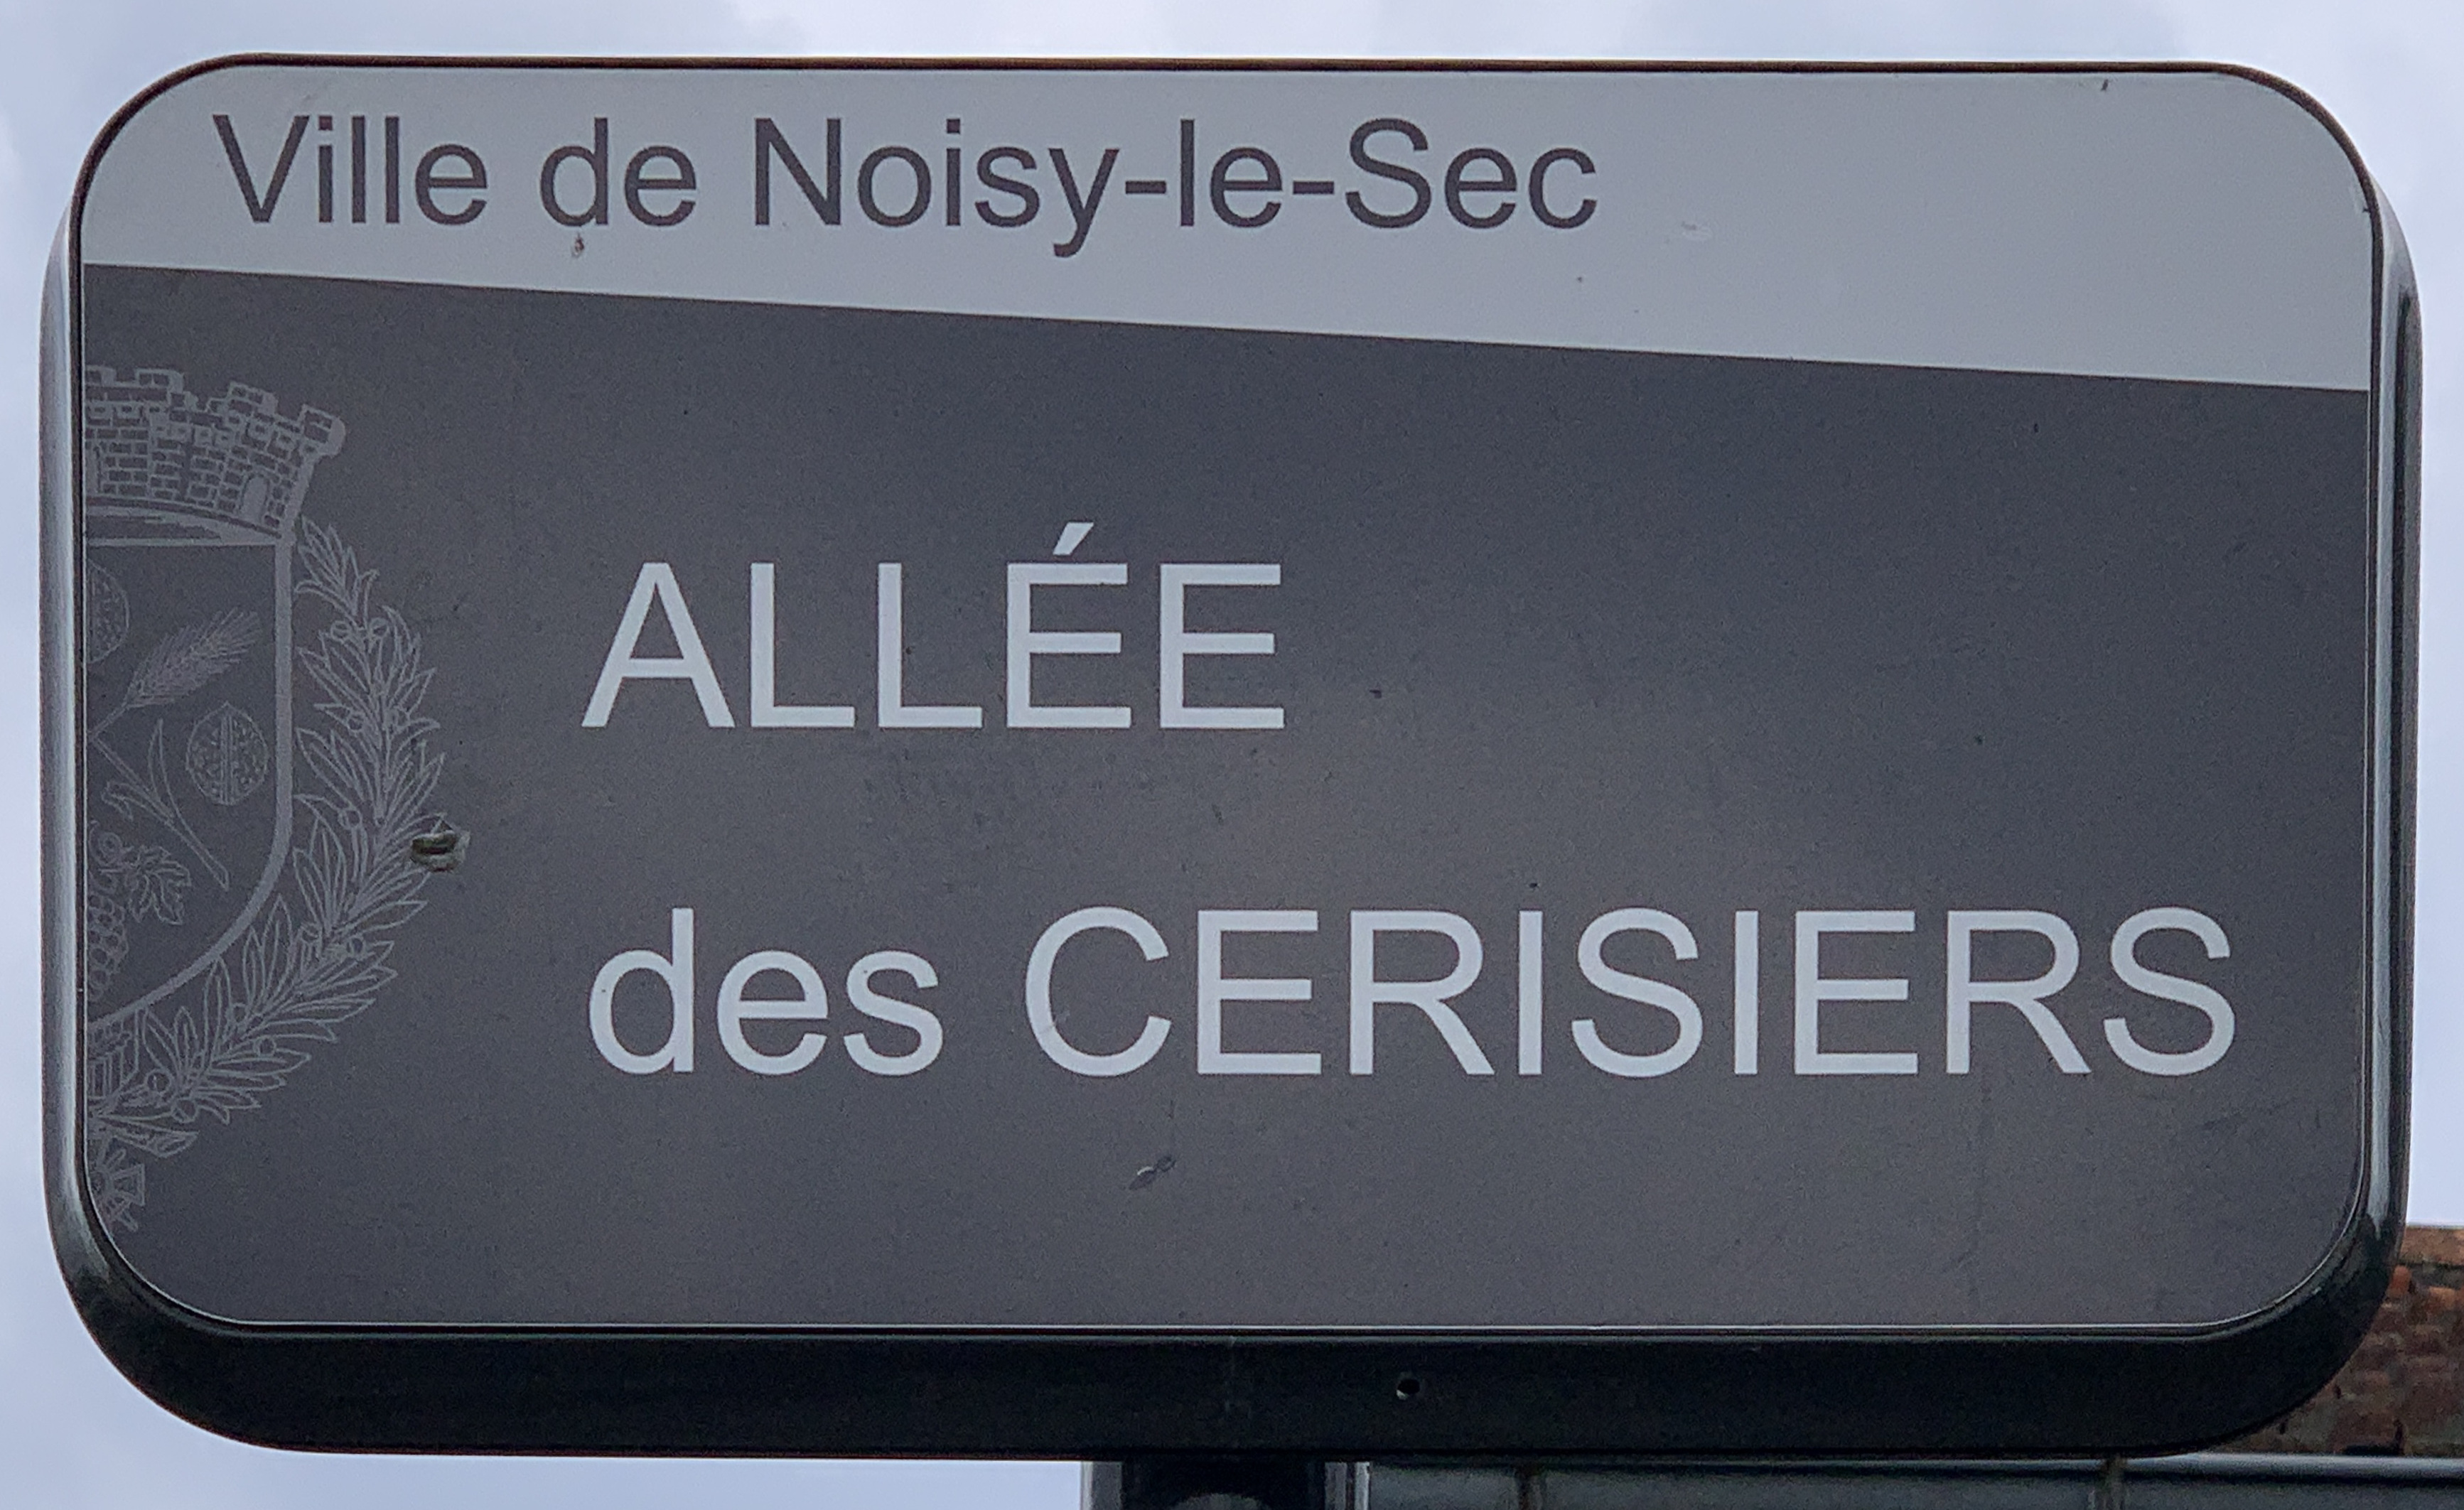 Ville de Noisy-le-Sec
ALLÉE
des CERISIERS